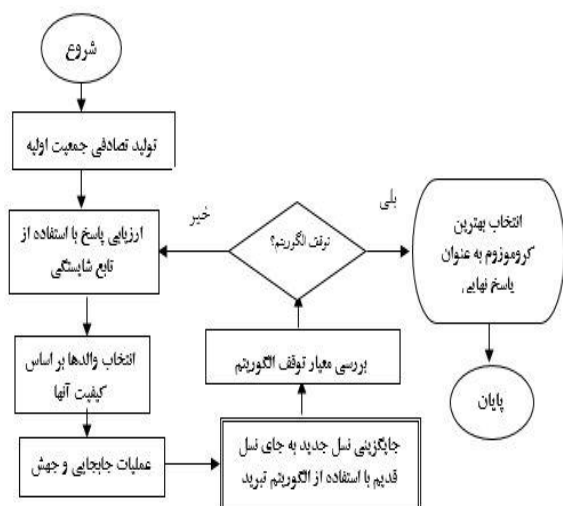 شروع
تولید تصادفی جمعیت اولیه
ارزیابی پاسخ با استفاده از
تابع شایستگی
انتخاب والدها بر اساس
کیفیت آنها
عملیات جابجایی و جهش
جایگزینی نسل جدید به جای نسل
قدیم با استفاده از الگوریتم تبرید
بررسی معیار توقف الگوریتم
توقف الگوریتم؟
خیر
بلی
انتخاب بهترین
کروموزوم به عنوان
پاسخ نهایی
پایان